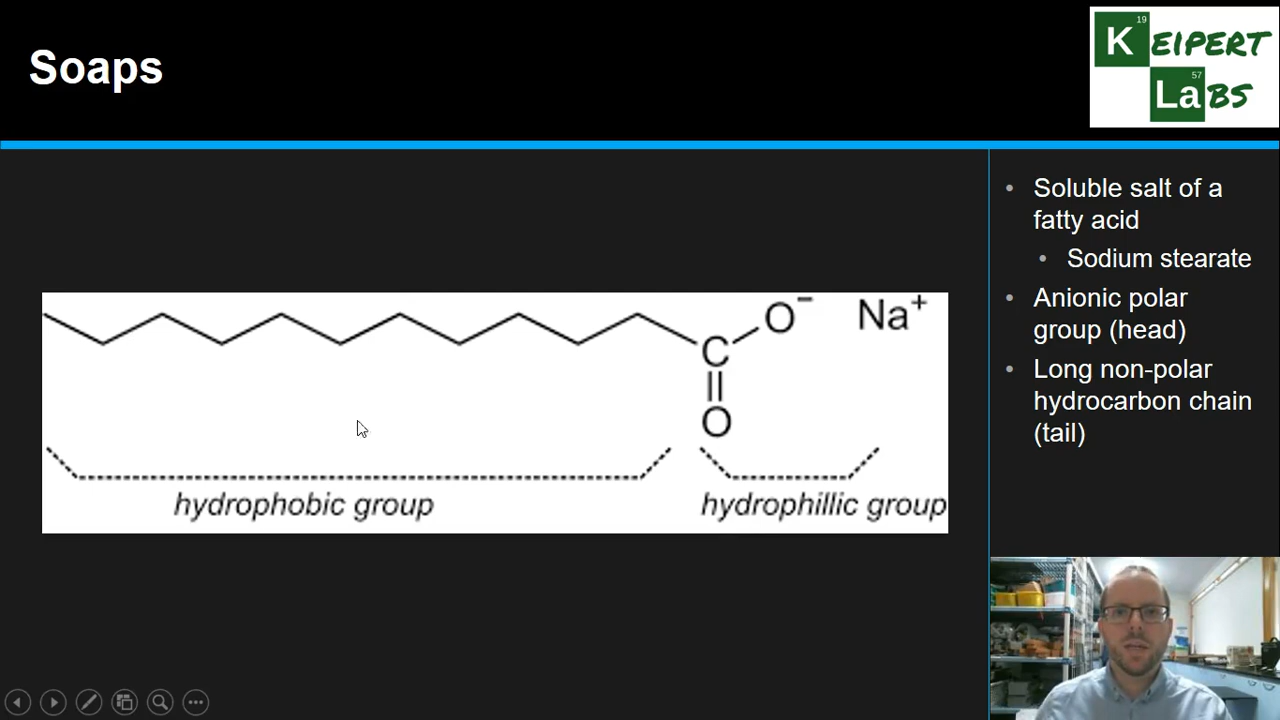 Soaps
19
K EIPERT
57
La BS
Soluble salt of a
fatty acid
Sodium stearate
Anionic polar
group (head)
Long non-polar
hydrocarbon chain
(tail)
O⁻ Na⁺
C
O
hydrophobic group
hydrophillic group